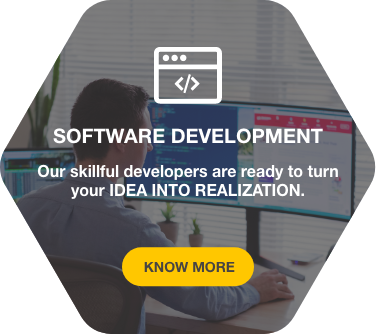 </>
SOFTWARE DEVELOPMENT
Our skillful developers are ready to turn
your IDEA INTO REALIZATION.
KNOW MORE